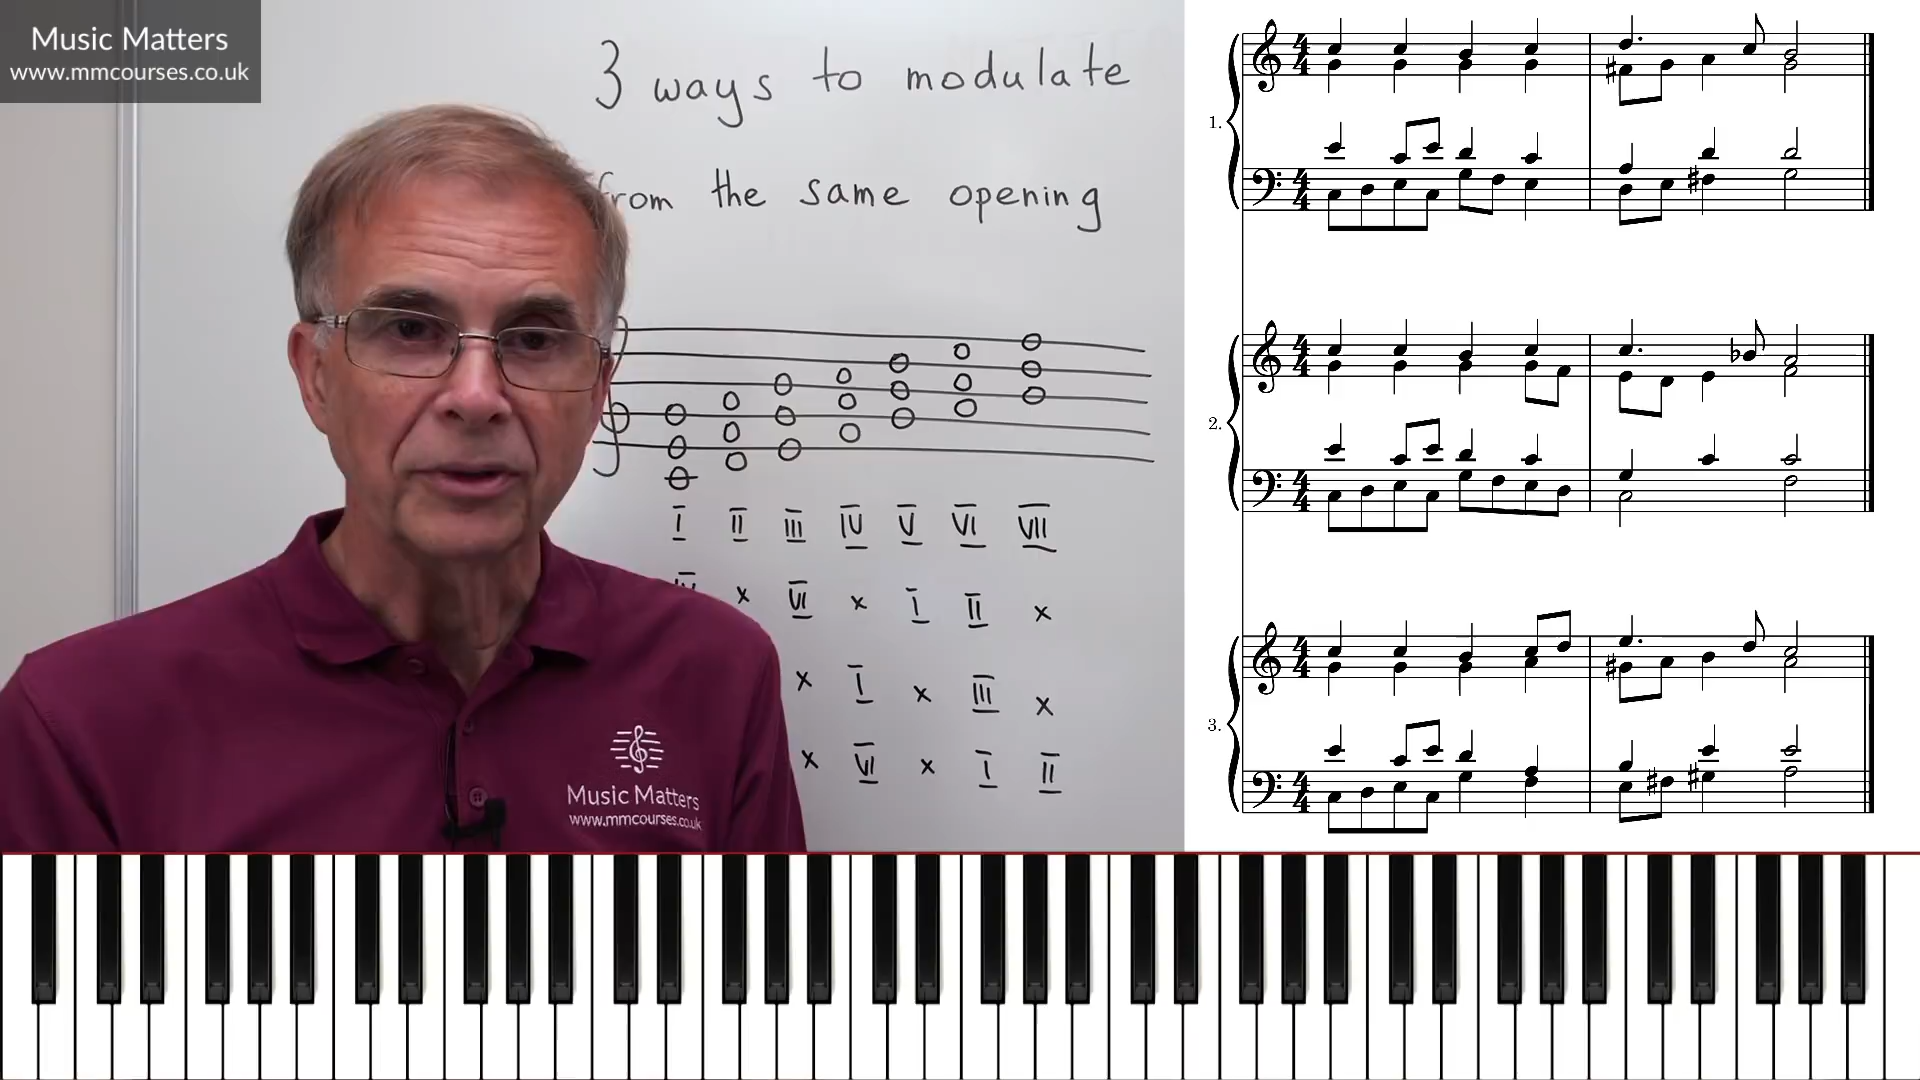 Music Matters
www.mmcourses.co.uk
3 ways to modulate
from the same opening
I II III IV V VI VII
IV x VI x I II x
x I x III x
x VI x I II
Music Matters
www.mmcourses.co.uk
1.
2.
3.